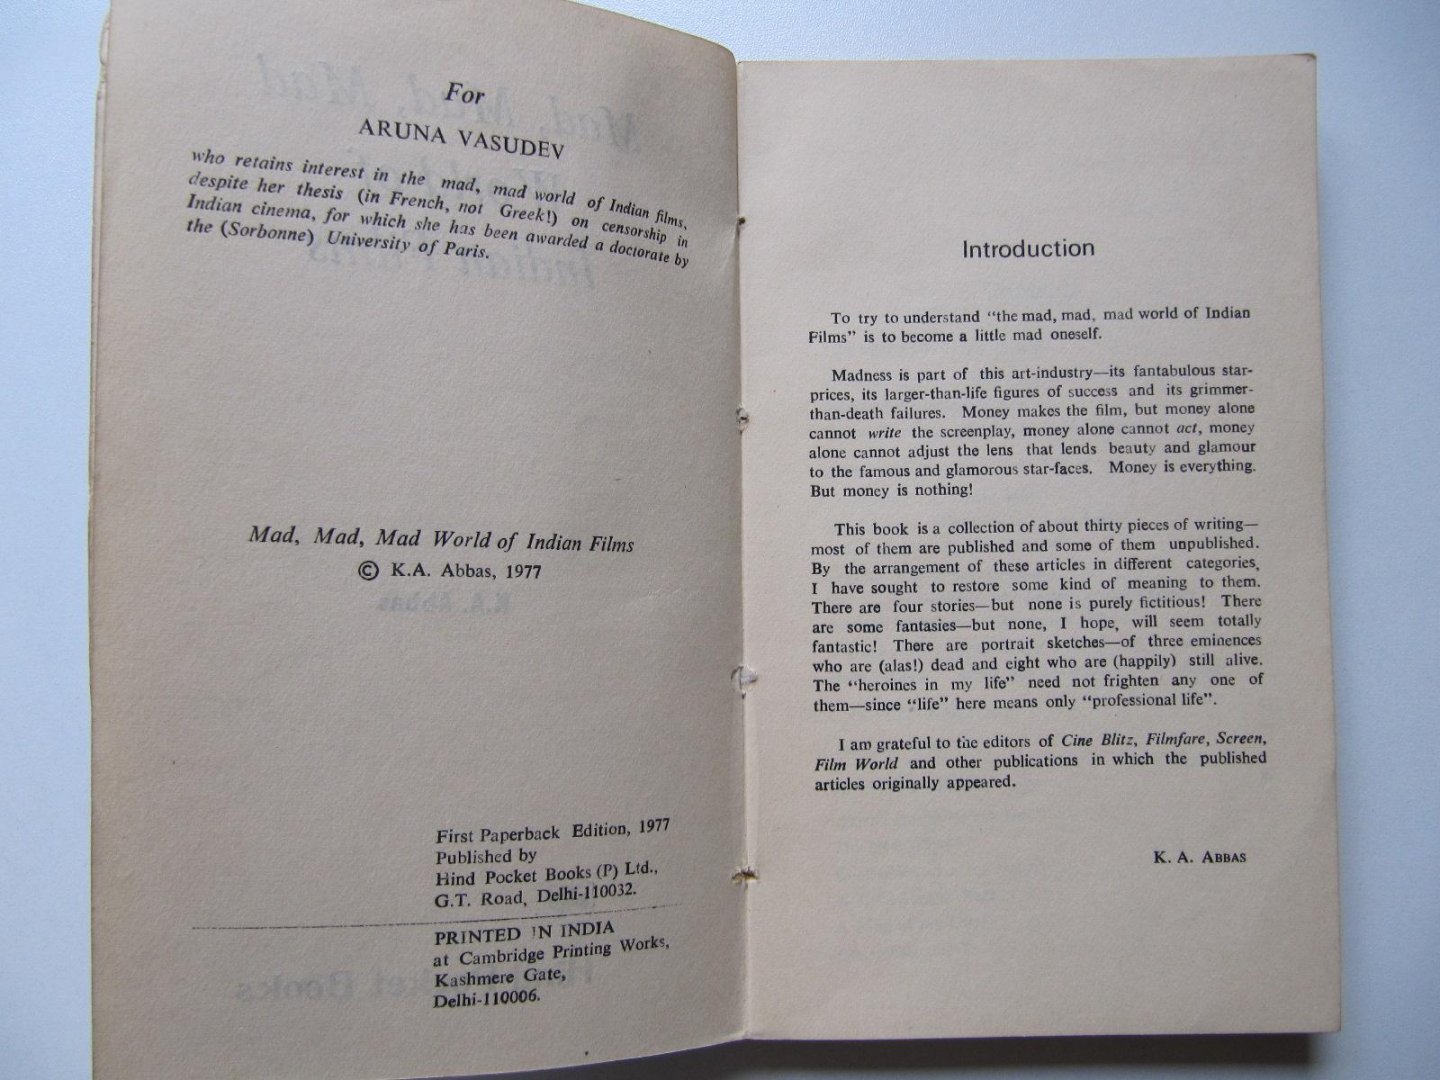 For
ARUNA VASUDEV
who retains interest in the mad, mad world of Indian films,
despite her thesis (in French, not Greek!) on censorship in
Indian cinema, for which she has been awarded a doctorate by
the (Sorbonne) University of Paris.
Mad, Mad, Mad World of Indian Films
© K.A. Abbas, 1977
First Paperback Edition, 1977
Published by
Hind Pocket Books (P) Ltd.,
G.T. Road, Delhi-110032.
PRINTED IN INDIA
at Cambridge Printing Works,
Kashmere Gate,
Delhi-110006.
Introduction
To try to understand “the mad, mad, mad world of Indian
Films” is to become a little mad oneself.
Madness is part of this art-industry—its fantabulous star-
prices, its larger-than-life figures of success and its grimmer-
than-death failures. Money makes the film, but money alone
cannot write the screenplay, money alone cannot act, money
alone cannot adjust the lens that lends beauty and glamour
to the famous and glamorous star-faces. Money is everything.
But money is nothing!
This book is a collection of about thirty pieces of writing—
most of them are published and some of them unpublished.
By the arrangement of these articles in different categories,
I have sought to restore some kind of meaning to them.
There are four stories—but none is purely fictitious! There
are some fantasies—but none, I hope, will seem totally
fantastic! There are portrait sketches—of three eminences
who are (alas!) dead and eight who are (happily) still alive.
The “heroines in my life” need not frighten any one of
them—since “life” here means only “professional life”.
I am grateful to the editors of Cine Blitz, Filmfare, Screen,
Film World and other publications in which the published
articles originally appeared.
K. A. ABBAS